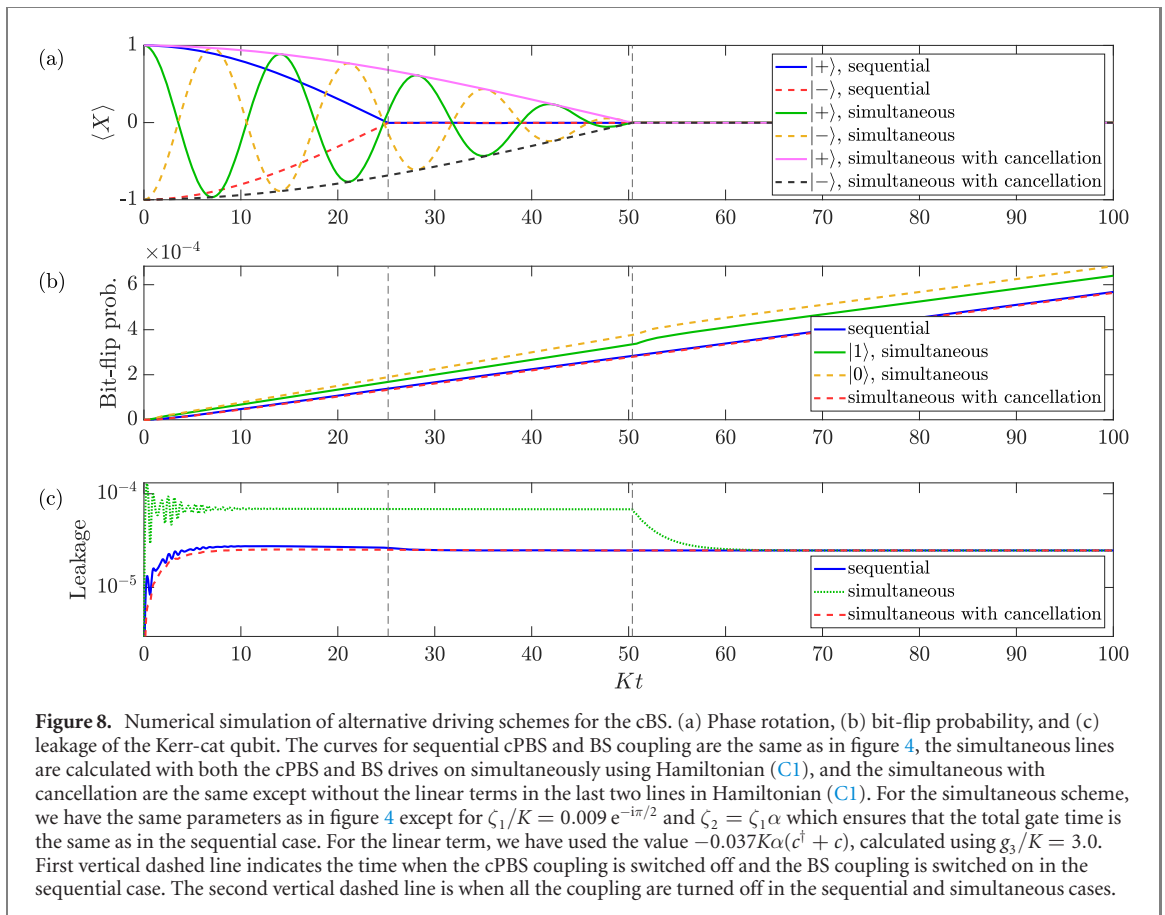 (a)
1
0
-1
⟨X⟩
|+⟩, sequential
|−⟩, sequential
|+⟩, simultaneous
|−⟩, simultaneous
|+⟩, simultaneous with cancellation
|−⟩, simultaneous with cancellation
0 10 20 30 40 50 60 70 80 90 100
×10⁻⁴
(b)
6
4
2
0
Bit-flip prob.
sequential
|1⟩, simultaneous
|0⟩, simultaneous
simultaneous with cancellation
0 10 20 30 40 50 60 70 80 90 100
(c)
10⁻⁴
10⁻⁵
Leakage
sequential
simultaneous
simultaneous with cancellation
0 10 20 30 40 50 60 70 80 90 100
Kt
Figure 8. Numerical simulation of alternative driving schemes for the cBS. (a) Phase rotation, (b) bit-flip probability, and (c)
leakage of the Kerr-cat qubit. The curves for sequential cPBS and BS coupling are the same as in figure 4, the simultaneous lines
are calculated with both the cPBS and BS drives on simultaneously using Hamiltonian (C1), and the simultaneous with
cancellation are the same except without the linear terms in the last two lines in Hamiltonian (C1). For the simultaneous scheme,
we have the same parameters as in figure 4 except for ζ₁/K = 0.009 e^{−iπ/2} and ζ₂ = ζ₁α which ensures that the total gate time is
the same as in the sequential case. For the linear term, we have used the value −0.037Kα(c† + c), calculated using g₃/K = 3.0.
First vertical dashed line indicates the time when the cPBS coupling is switched off and the BS coupling is switched on in the
sequential case. The second vertical dashed line is when all the coupling are turned off in the sequential and simultaneous cases.